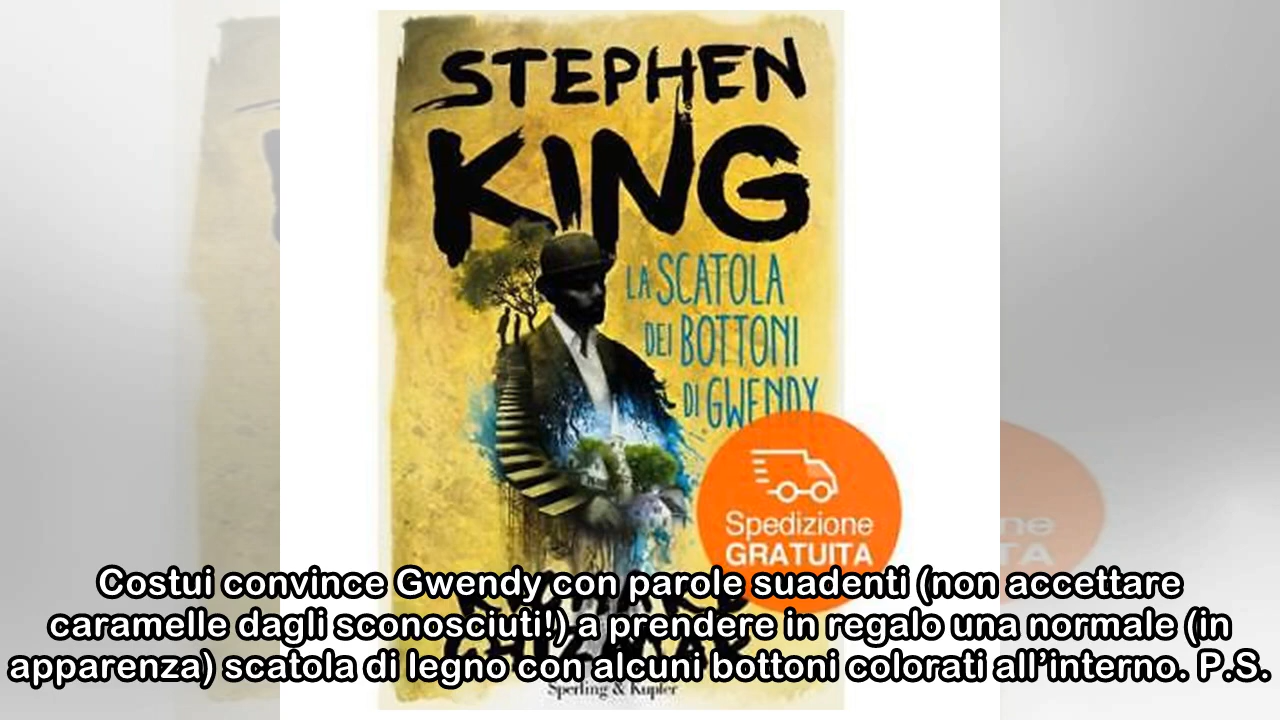 STEPHEN
KING
LA SCATOLA
DEI BOTTONI
DI GWENDY
Spedizione
GRATUITA
Costui convince Gwendy con parole suadenti (non accettare
caramelle dagli sconosciuti!) a prendere in regalo una normale (in
apparenza) scatola di legno con alcuni bottoni colorati all’interno. P.S.
Sperling & Kupfer